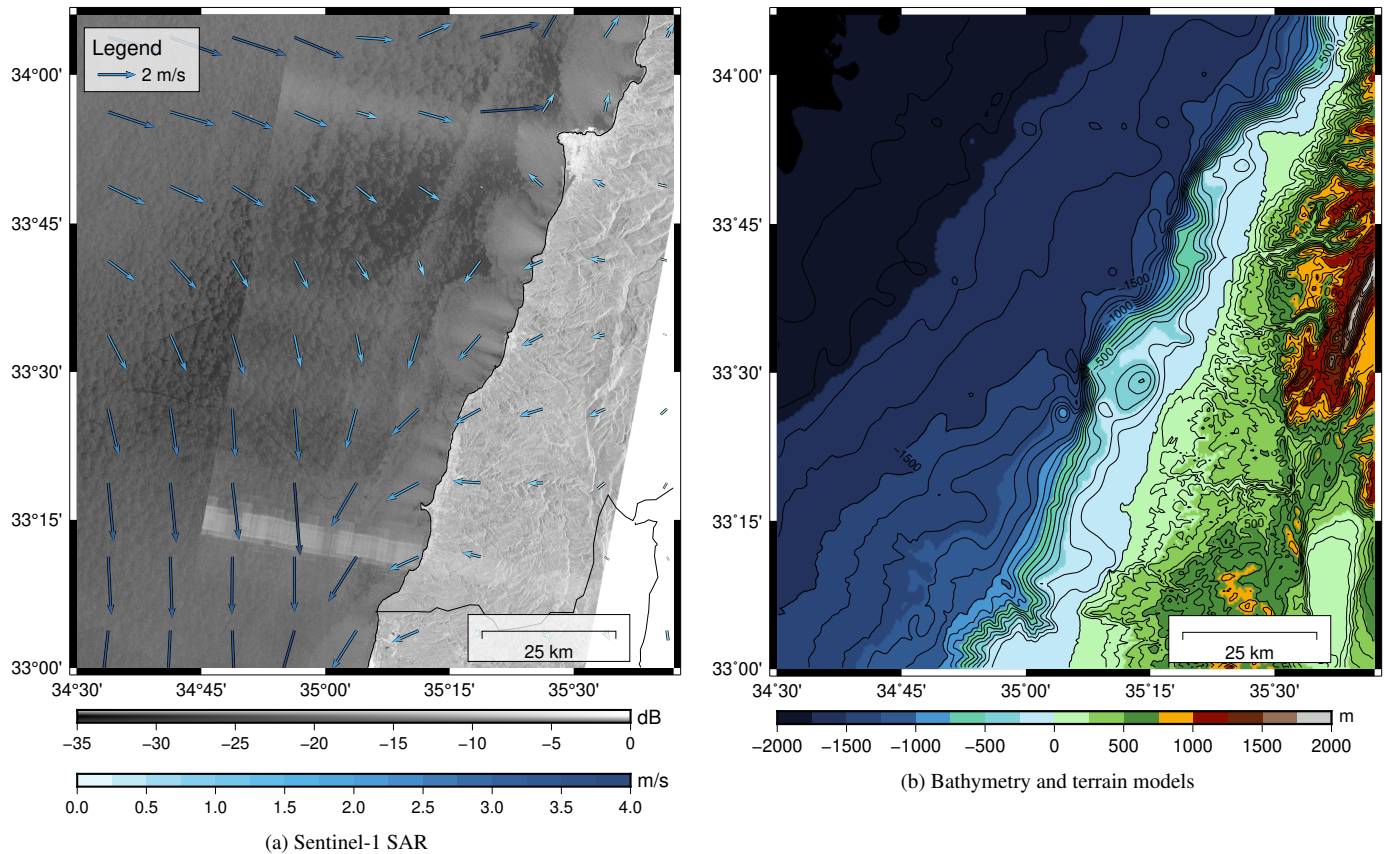 Legend
2 m/s
34°00'
33°45'
33°30'
33°15'
33°00'
34°30' 34°45' 35°00' 35°15' 35°30'
25 km
dB
−35 −30 −25 −20 −15 −10 −5 0
m/s
0.0 0.5 1.0 1.5 2.0 2.5 3.0 3.5 4.0
(a) Sentinel-1 SAR
34°00'
33°45'
33°30'
33°15'
33°00'
−500
0
1000
−1500
−1000
1000
500
−500
−1500
500
25 km
34°30' 34°45' 35°00' 35°15' 35°30'
m
−2000 −1500 −1000 −500 0 500 1000 1500 2000
(b) Bathymetry and terrain models